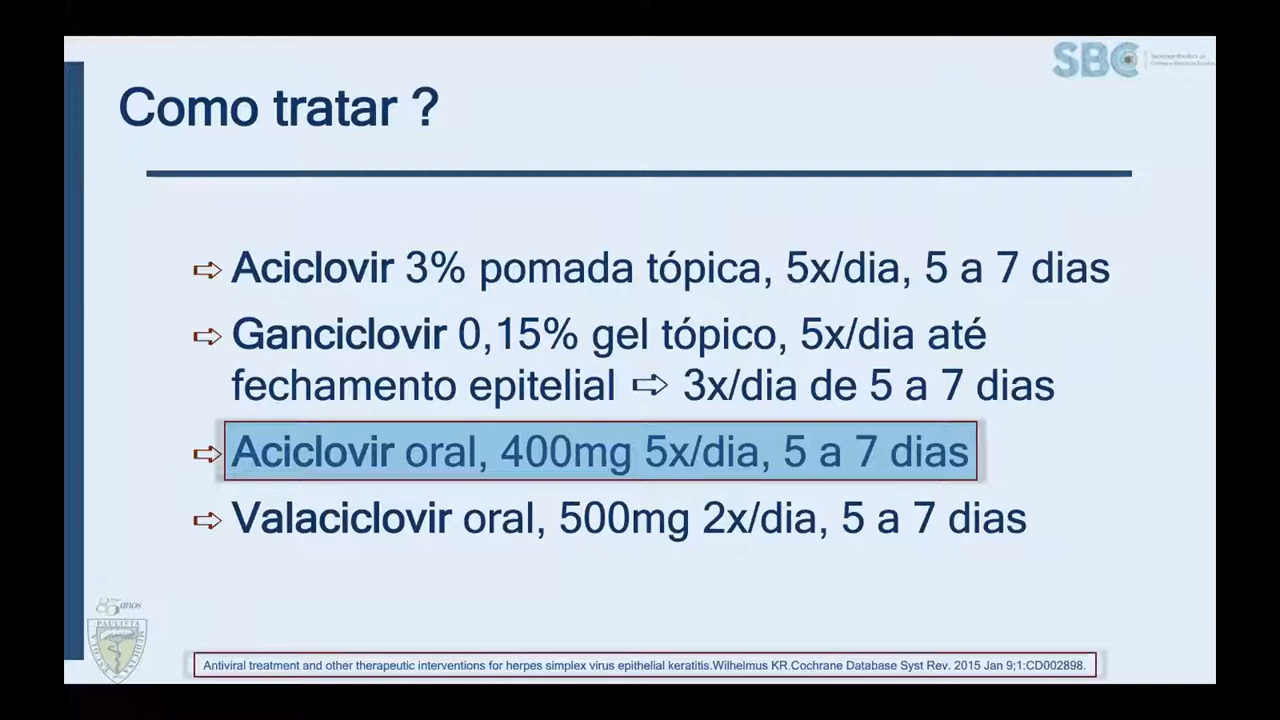 SBC
Como tratar ?
⇨ Aciclovir 3% pomada tópica, 5x/dia, 5 a 7 dias
⇨ Ganciclovir 0,15% gel tópico, 5x/dia até
fechamento epitelial ⇨ 3x/dia de 5 a 7 dias
⇨ Aciclovir oral, 400mg 5x/dia, 5 a 7 dias
⇨ Valaciclovir oral, 500mg 2x/dia, 5 a 7 dias
85 anos
PAULISTA
Antiviral treatment and other therapeutic interventions for herpes simplex virus epithelial keratitis.Wilhelmus KR.Cochrane Database Syst Rev. 2015 Jan 9;1:CD002898.